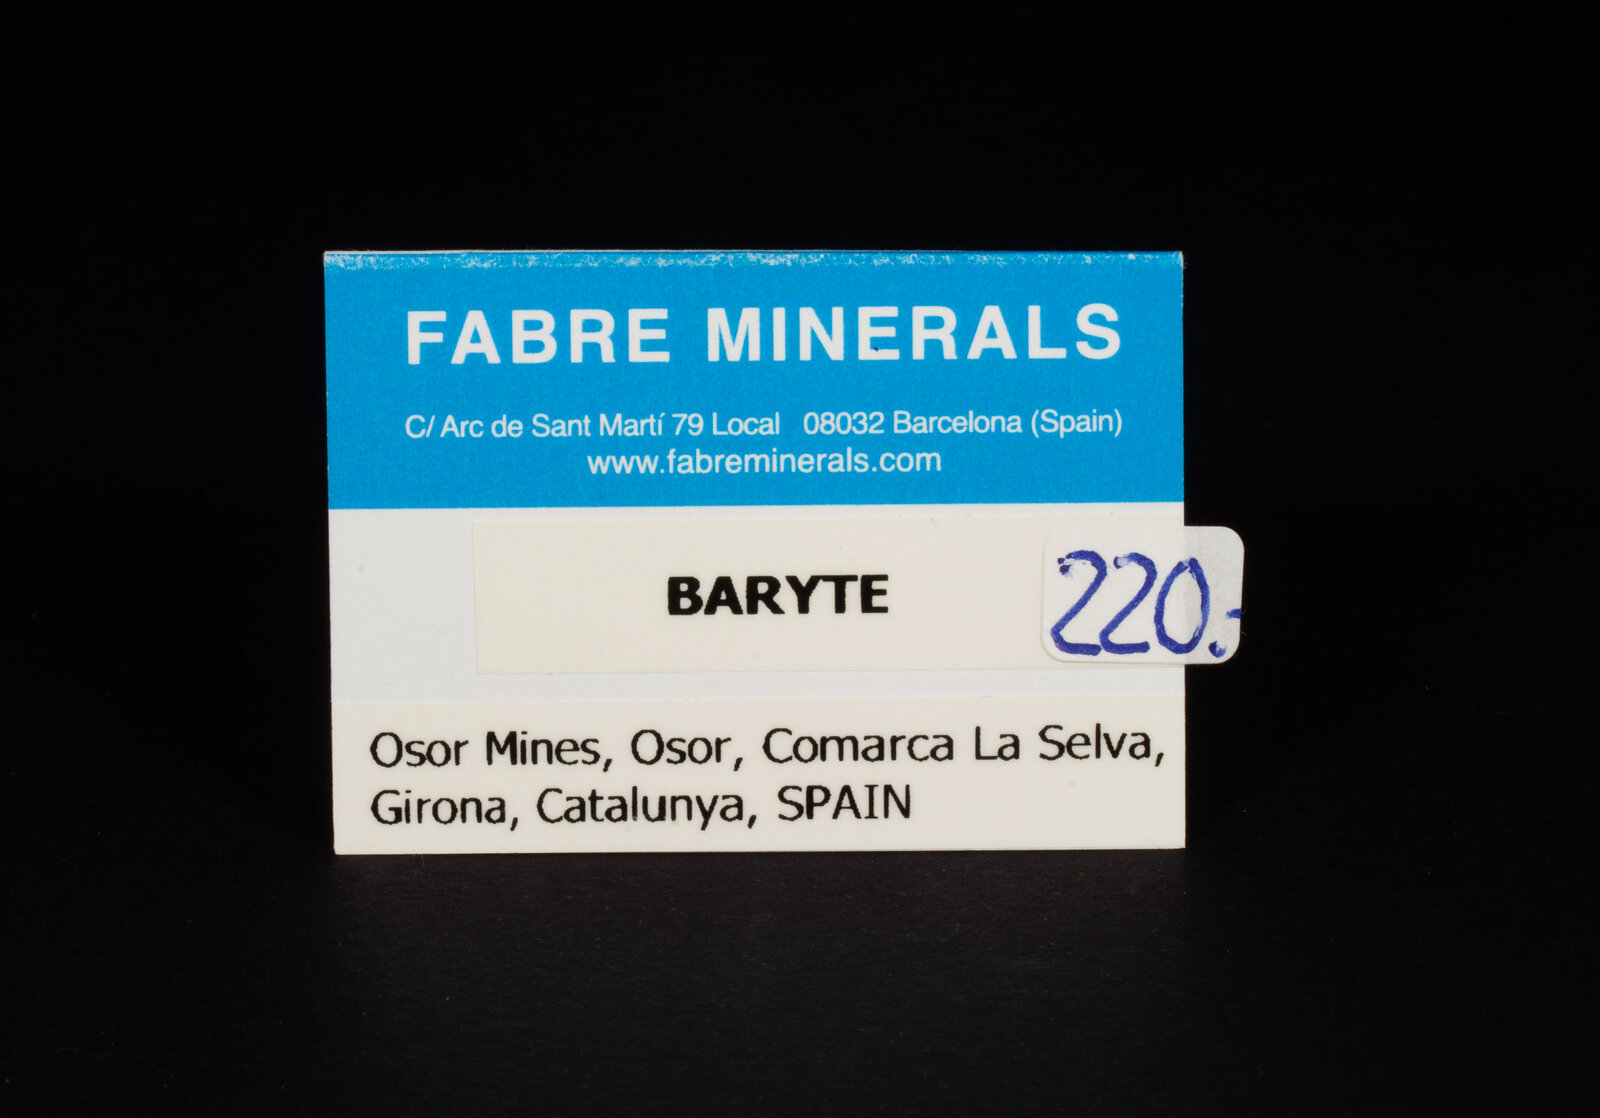 FABRE MINERALS
C/ Arc de Sant Martí 79 Local 08032 Barcelona (Spain)
www.fabreminerals.com
BARYTE
220.-
Osor Mines, Osor, Comarca La Selva,
Girona, Catalunya, SPAIN